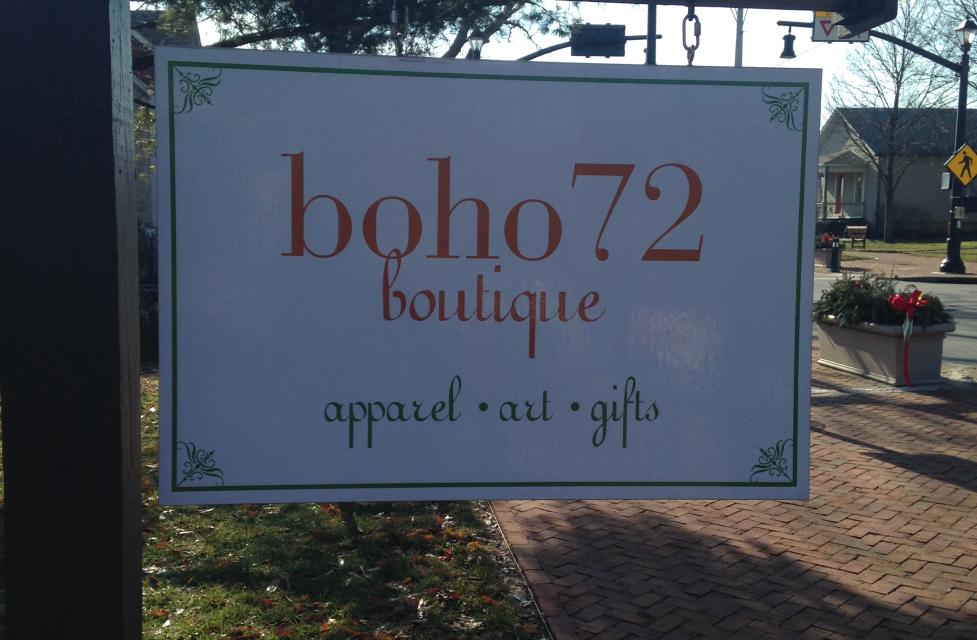 boho72
boutique
apparel • art • gifts